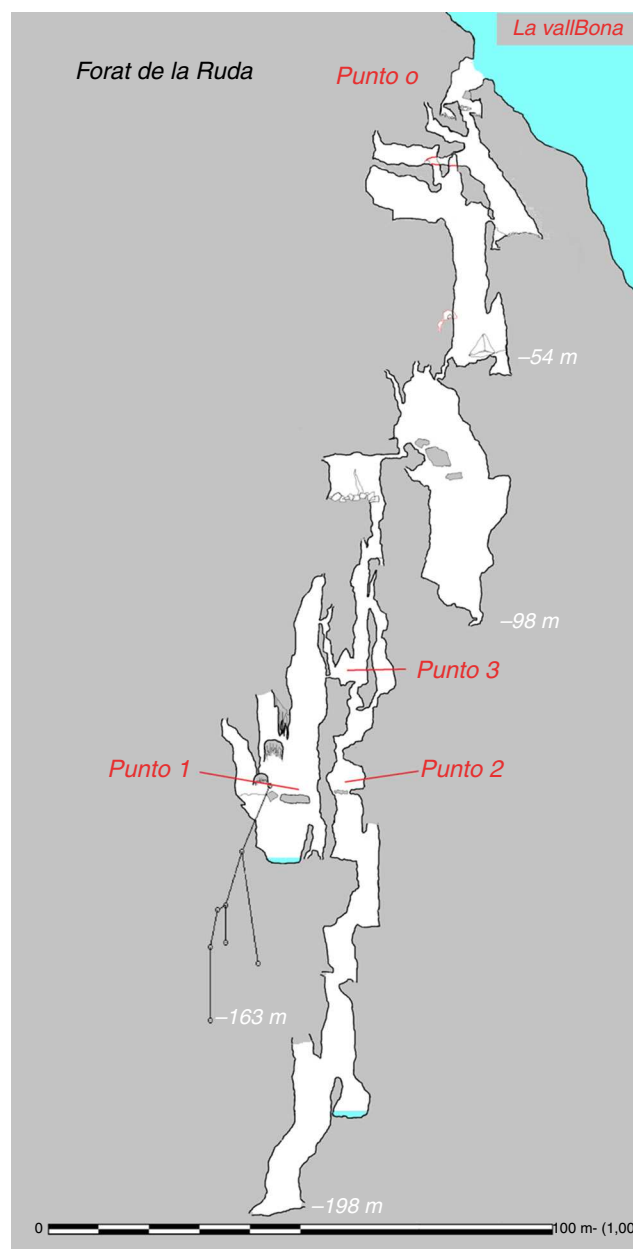 La vallBona
Forat de la Ruda
Punto o
–54 m
–98 m
Punto 3
Punto 1
Punto 2
–163 m
–198 m
0
100 m- (1,00